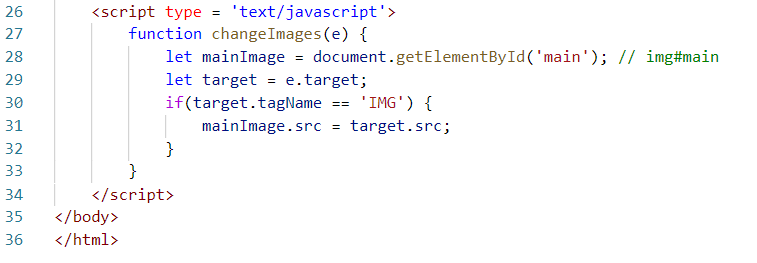 26 <script type = 'text/javascript'>
27 function changeImages(e) {
28 let mainImage = document.getElementById('main'); // img#main
29 let target = e.target;
30 if(target.tagName == 'IMG') {
31 mainImage.src = target.src;
32 }
33 }
34 </script>
35 </body>
36 </html>